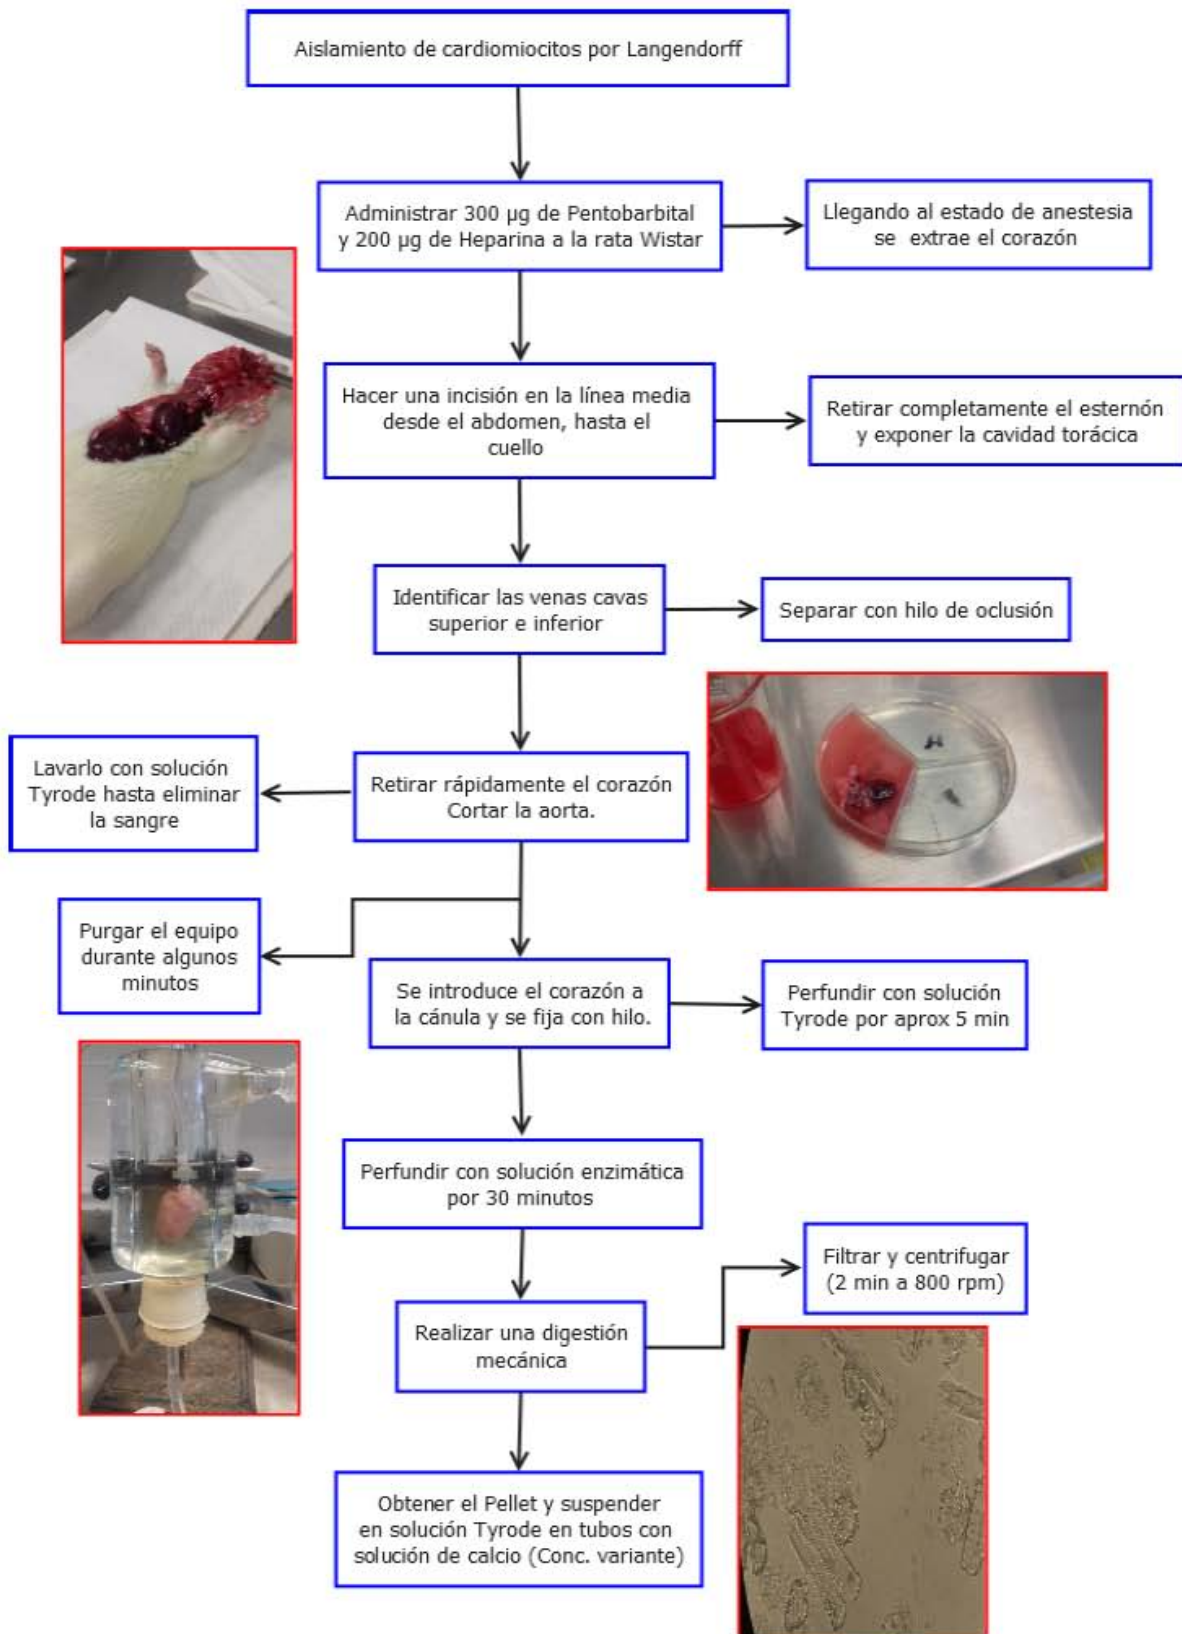 Aislamiento de cardiomiocitos por Langendorff
Administrar 300 µg de Pentobarbital
y 200 µg de Heparina a la rata Wistar
Llegando al estado de anestesia
se extrae el corazón
Hacer una incisión en la línea media
desde el abdomen, hasta el
cuello
Retirar completamente el esternón
y exponer la cavidad torácica
Identificar las venas cavas
superior e inferior
Separar con hilo de oclusión
Retirar rápidamente el corazón
Cortar la aorta.
Lavarlo con solución
Tyrode hasta eliminar
la sangre
Purgar el equipo
durante algunos
minutos
Se introduce el corazón a
la cánula y se fija con hilo.
Perfundir con solución
Tyrode por aprox 5 min
Perfundir con solución enzimática
por 30 minutos
Realizar una digestión
mecánica
Filtrar y centrifugar
(2 min a 800 rpm)
Obtener el Pellet y suspender
en solución Tyrode en tubos con
solución de calcio (Conc. variante)